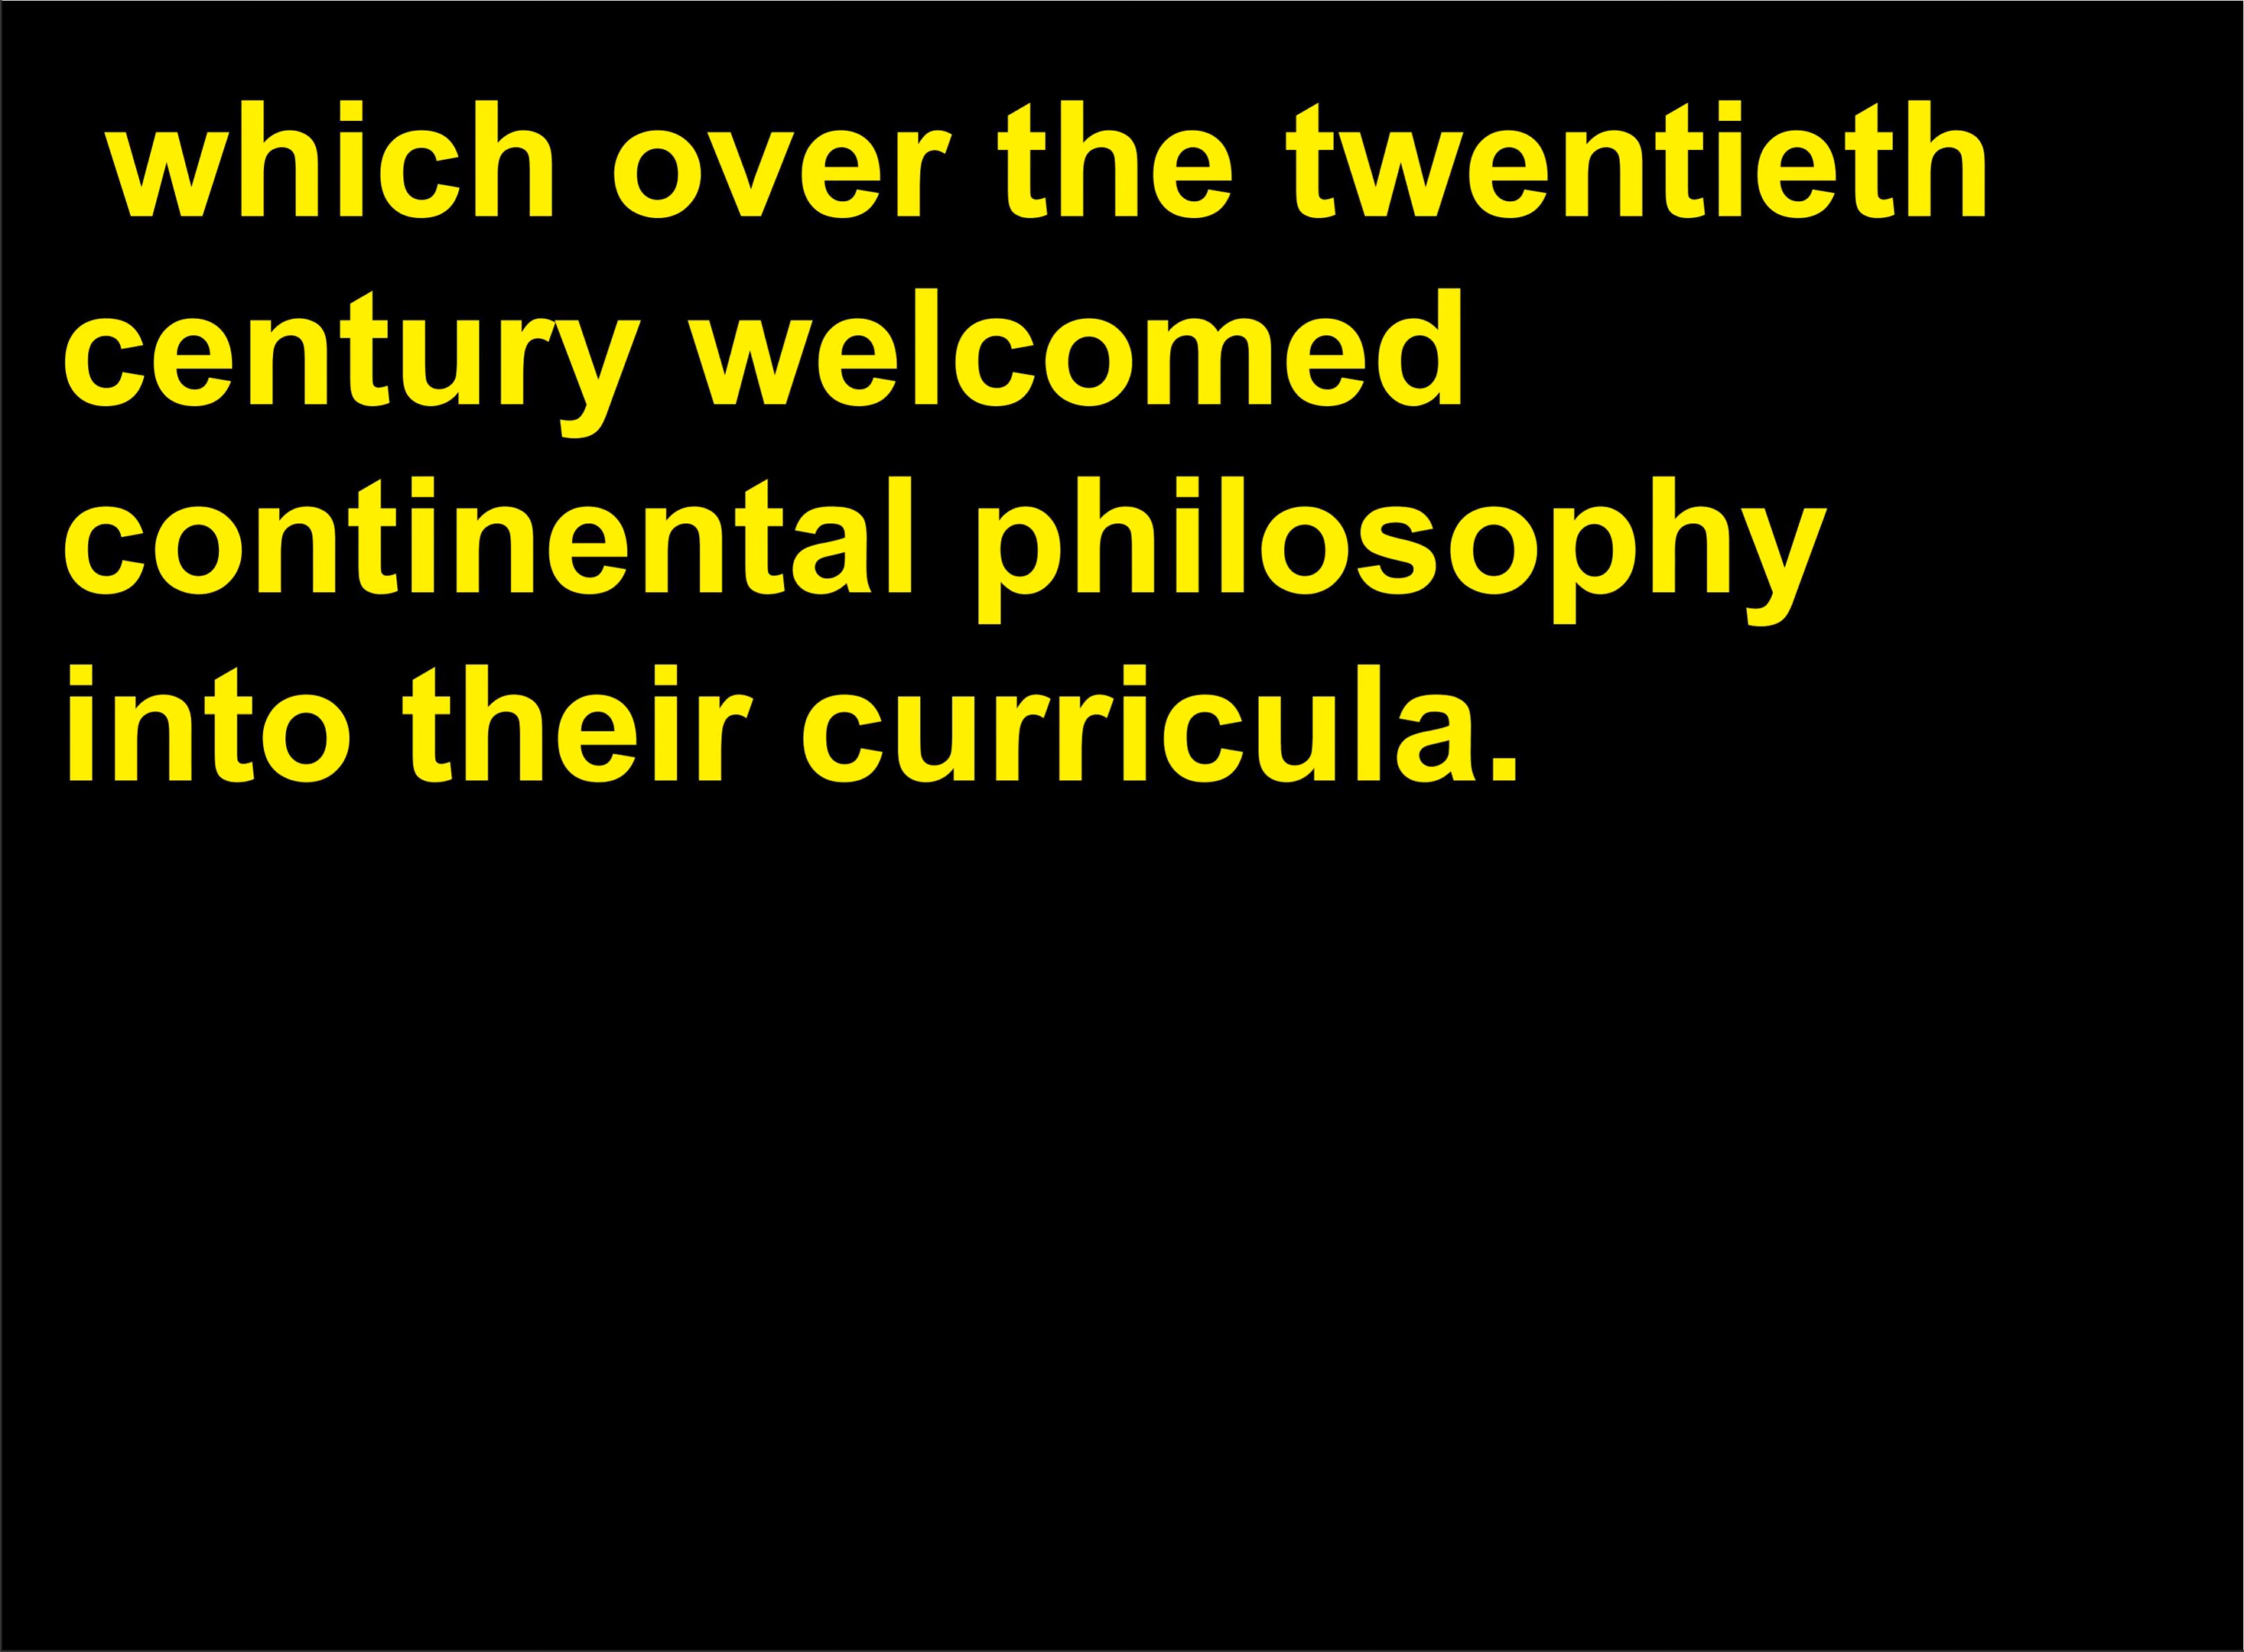 which over the twentieth
century welcomed
continental philosophy
into their curricula.